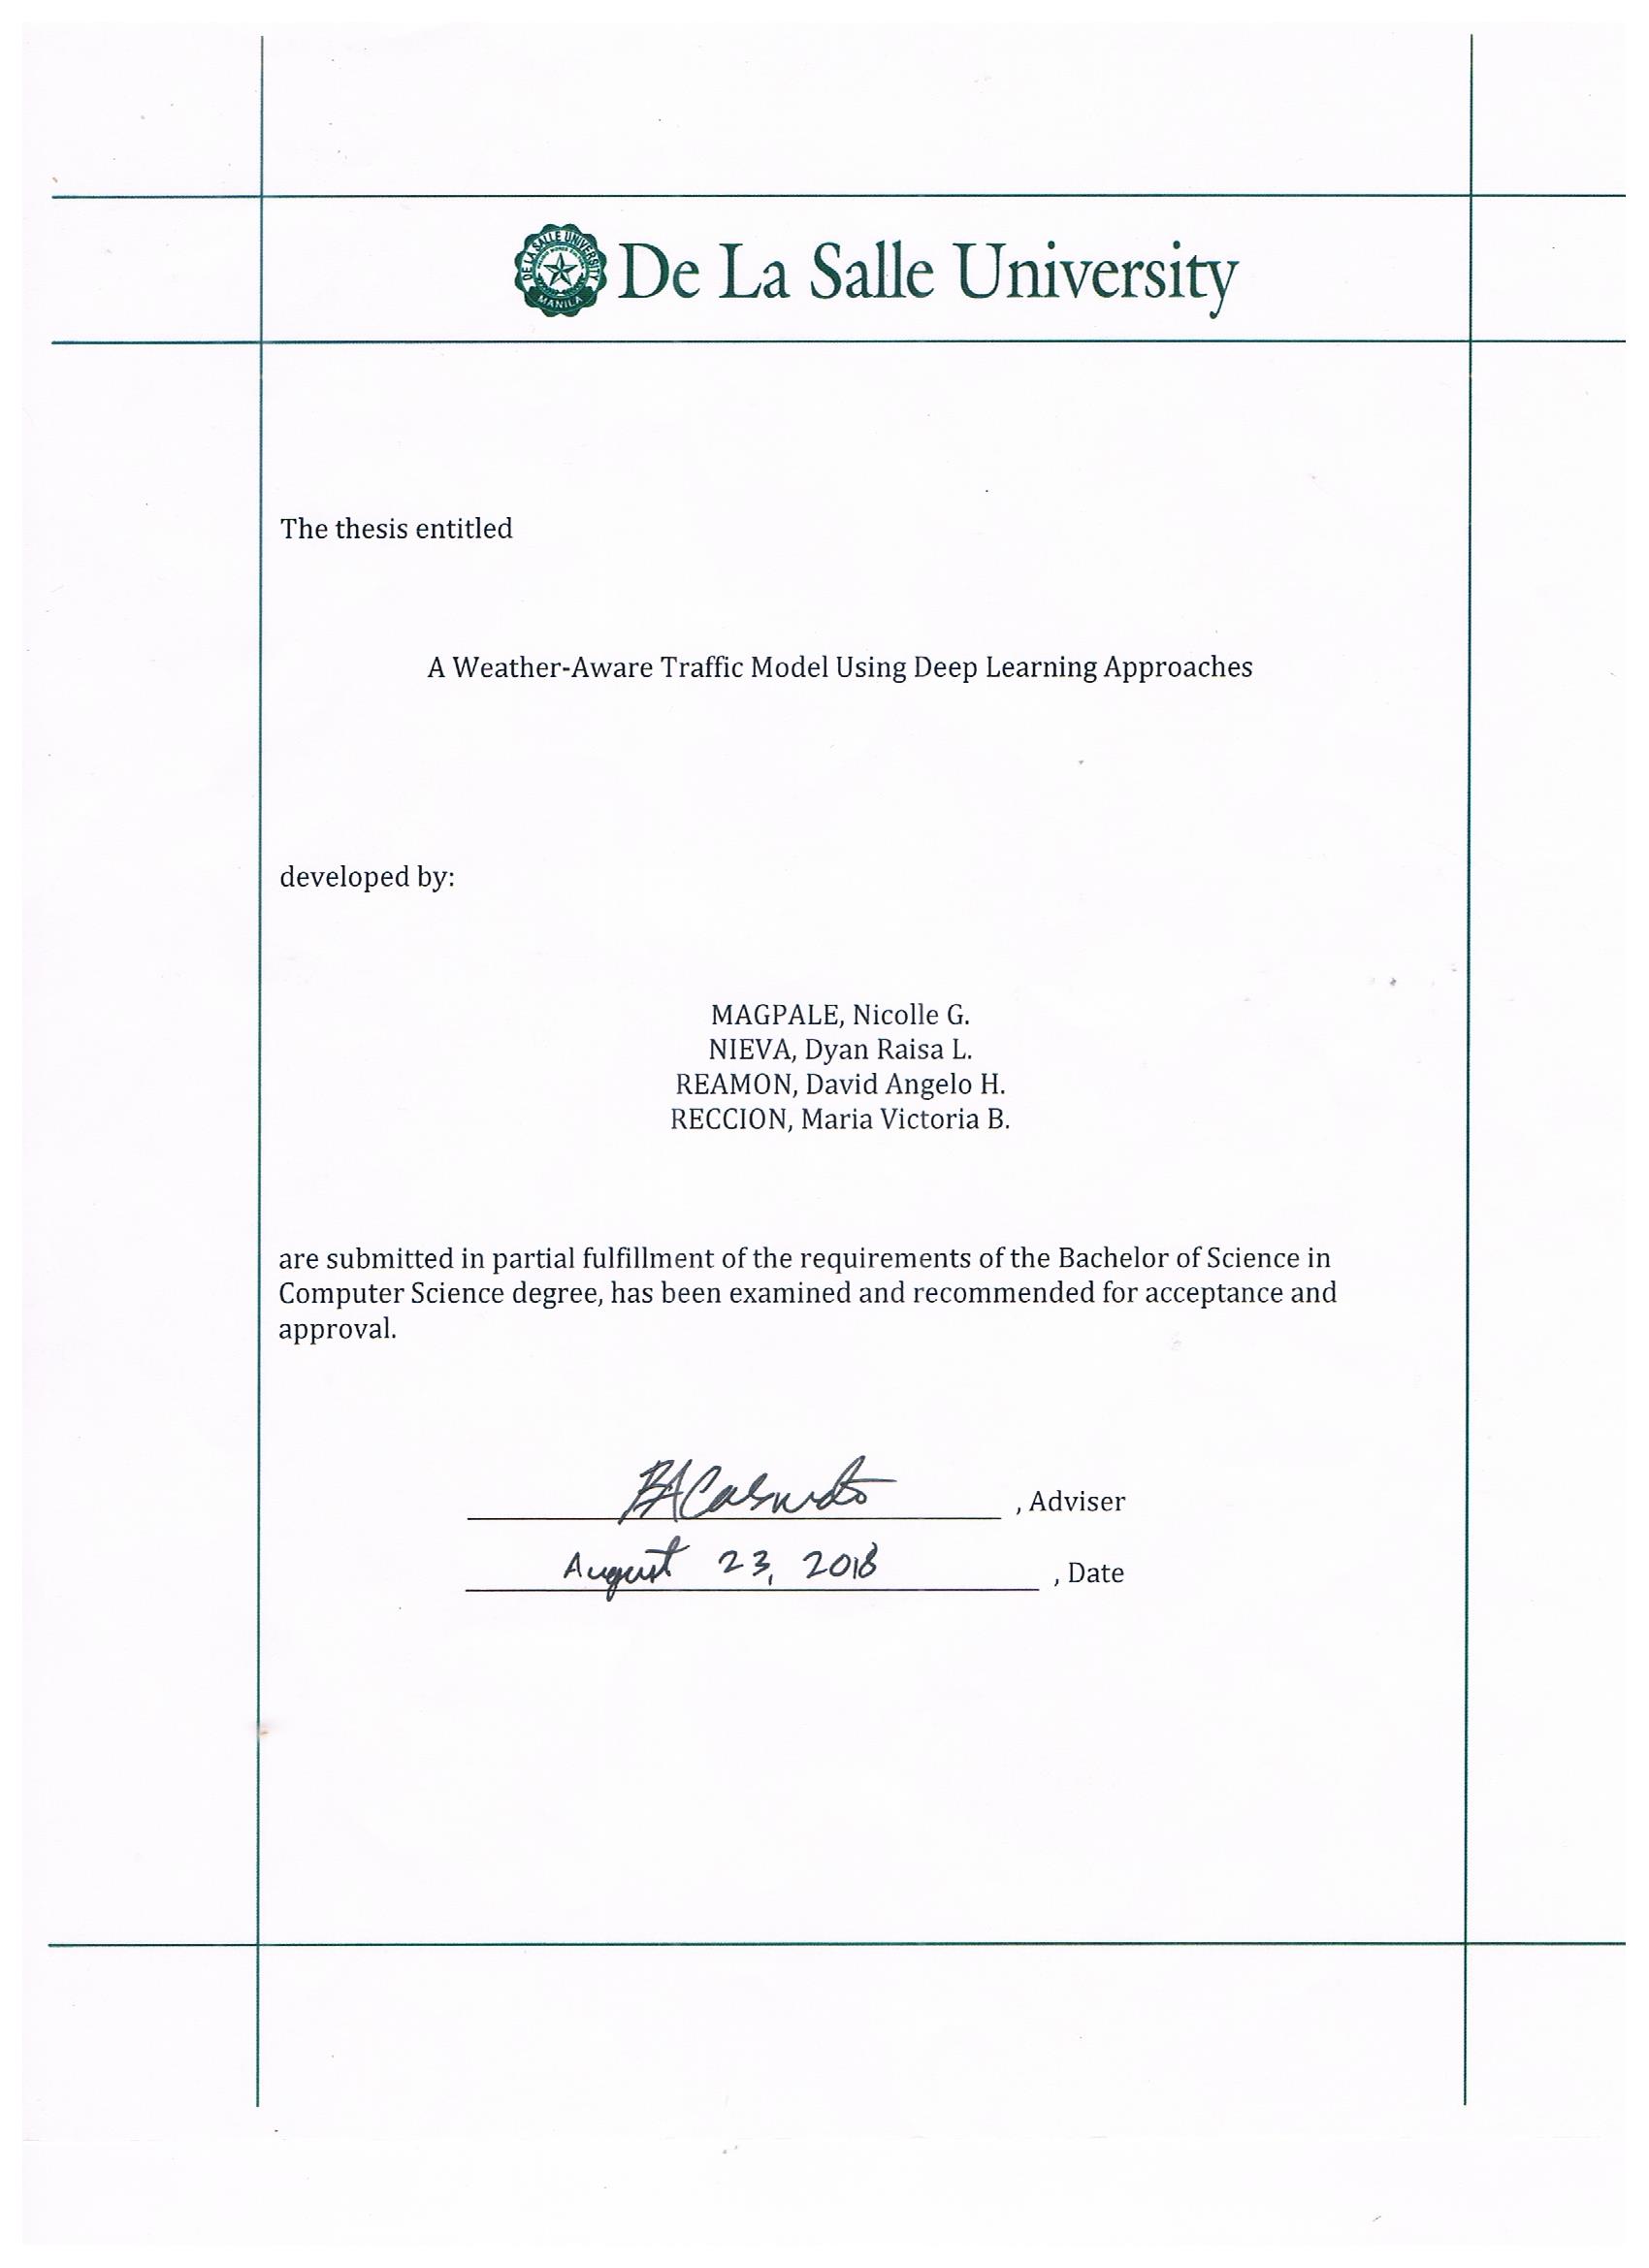 DE LA SALLE UNIVERSITY
MANILA
De La Salle University
The thesis entitled
A Weather-Aware Traffic Model Using Deep Learning Approaches
developed by:
MAGPALE, Nicolle G.
NIEVA, Dyan Raisa L.
REAMON, David Angelo H.
RECCION, Maria Victoria B.
are submitted in partial fulfillment of the requirements of the Bachelor of Science in
Computer Science degree, has been examined and recommended for acceptance and
approval.
, Adviser
August 23, 2018 , Date